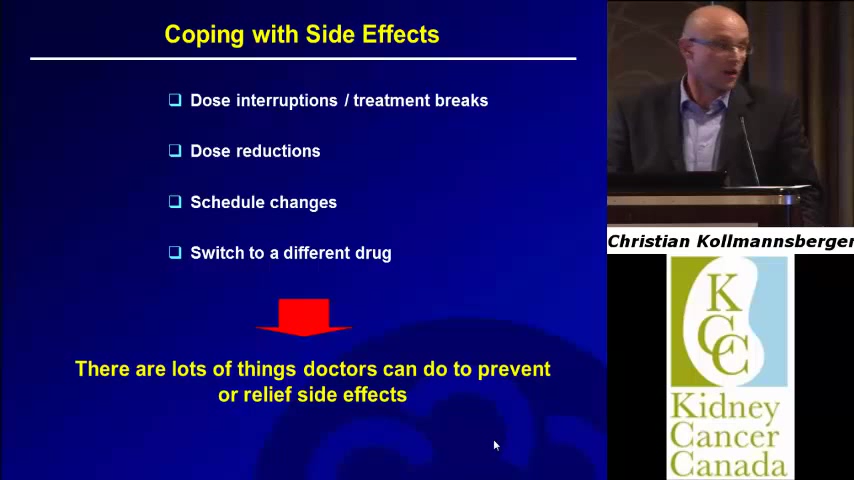 Coping with Side Effects
❑ Dose interruptions / treatment breaks
❑ Dose reductions
❑ Schedule changes
❑ Switch to a different drug
There are lots of things doctors can do to prevent
or relief side effects
Christian Kollmannsberger
K
C
C
Kidney
Cancer
Canada